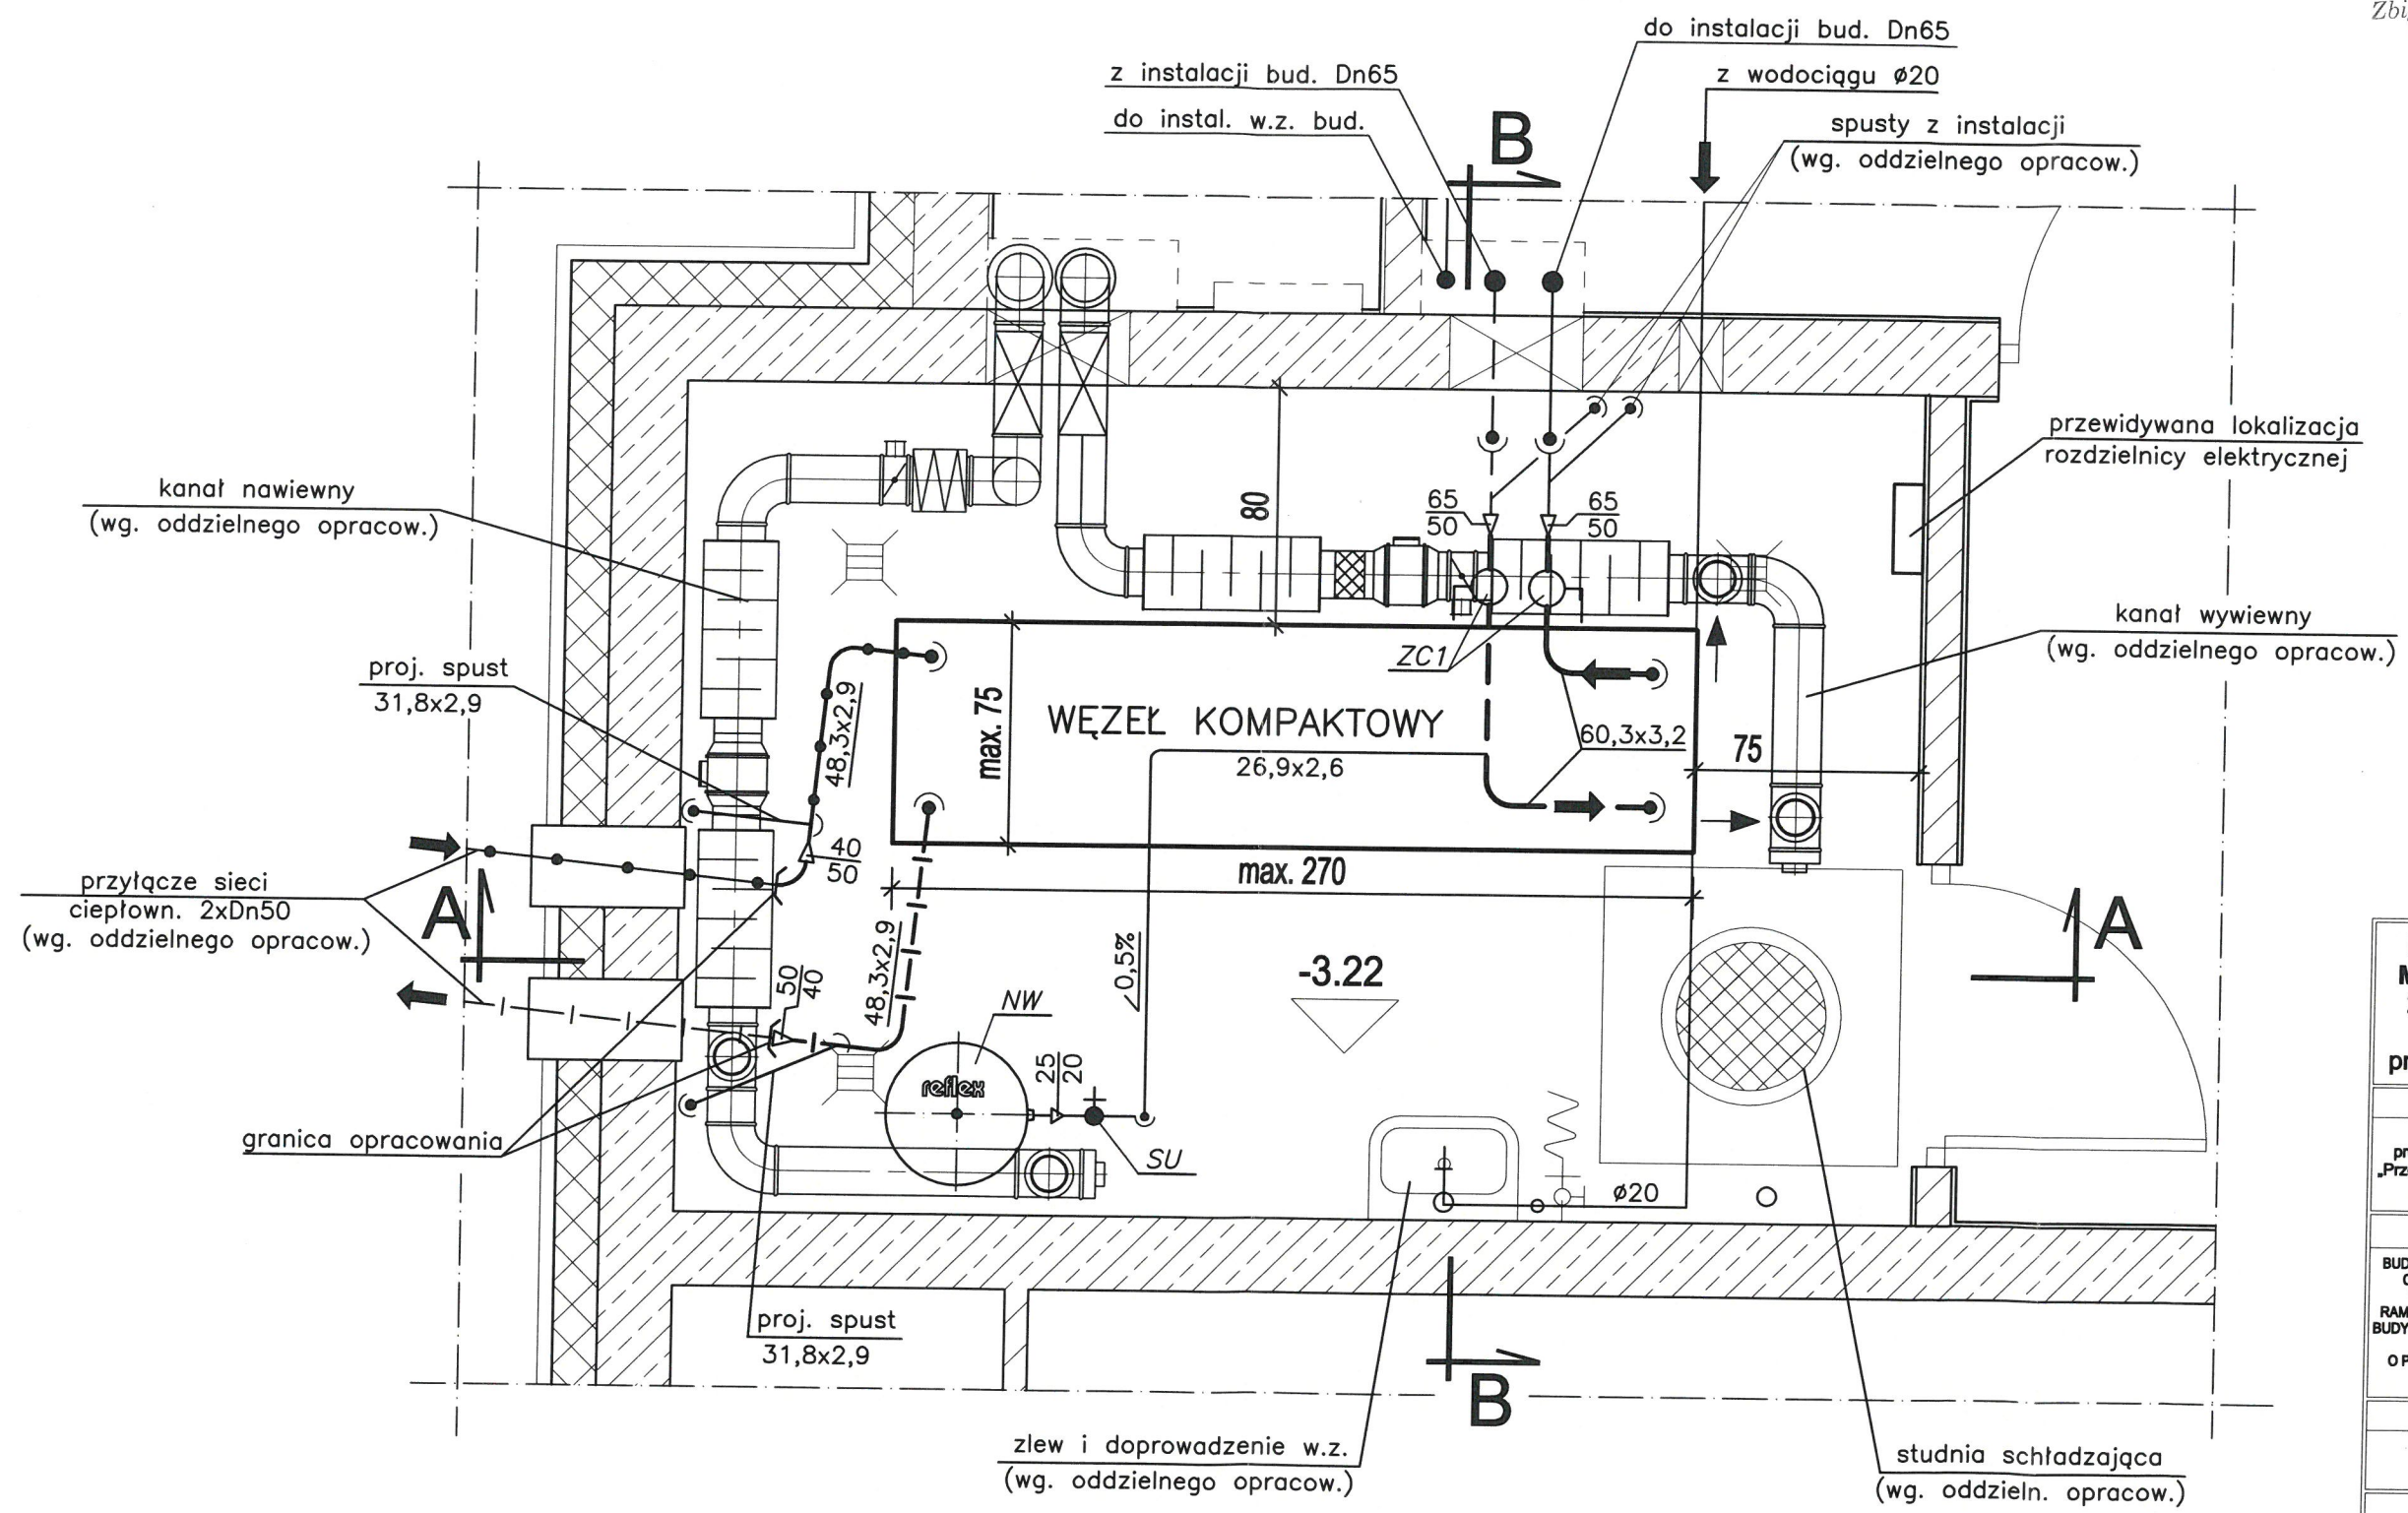 Zbi
do instalacji bud. Dn65
z instalacji bud. Dn65
z wodociągu ø20
do instal. w.z. bud.
B
spusty z instalacji
(wg. oddzielnego opracow.)
przewidywana lokalizacja
rozdzielnicy elektrycznej
kanał nawiewny
(wg. oddzielnego opracow.)
80
65
50
65
50
kanał wywiewny
(wg. oddzielnego opracow.)
ZC1
proj. spust
31,8x2,9
48,3x2,9
max. 75
WĘZEŁ KOMPAKTOWY
26,9x2,6
60,3x3,2
75
40
50
max. 270
przyłącze sieci
ciepłown. 2xDn50
(wg. oddzielnego opracow.)
A
A
48,3x2,9
0,5%
-3.22
50
40
NW
reflex
25
20
SU
granica opracowania
ø20
proj. spust
31,8x2,9
B
zlew i doprowadzenie w.z.
(wg. oddzielnego opracow.)
studnia schładzająca
(wg. oddzieln. opracow.)
pr
"Prz
BUD
RAM
BUDY
O P